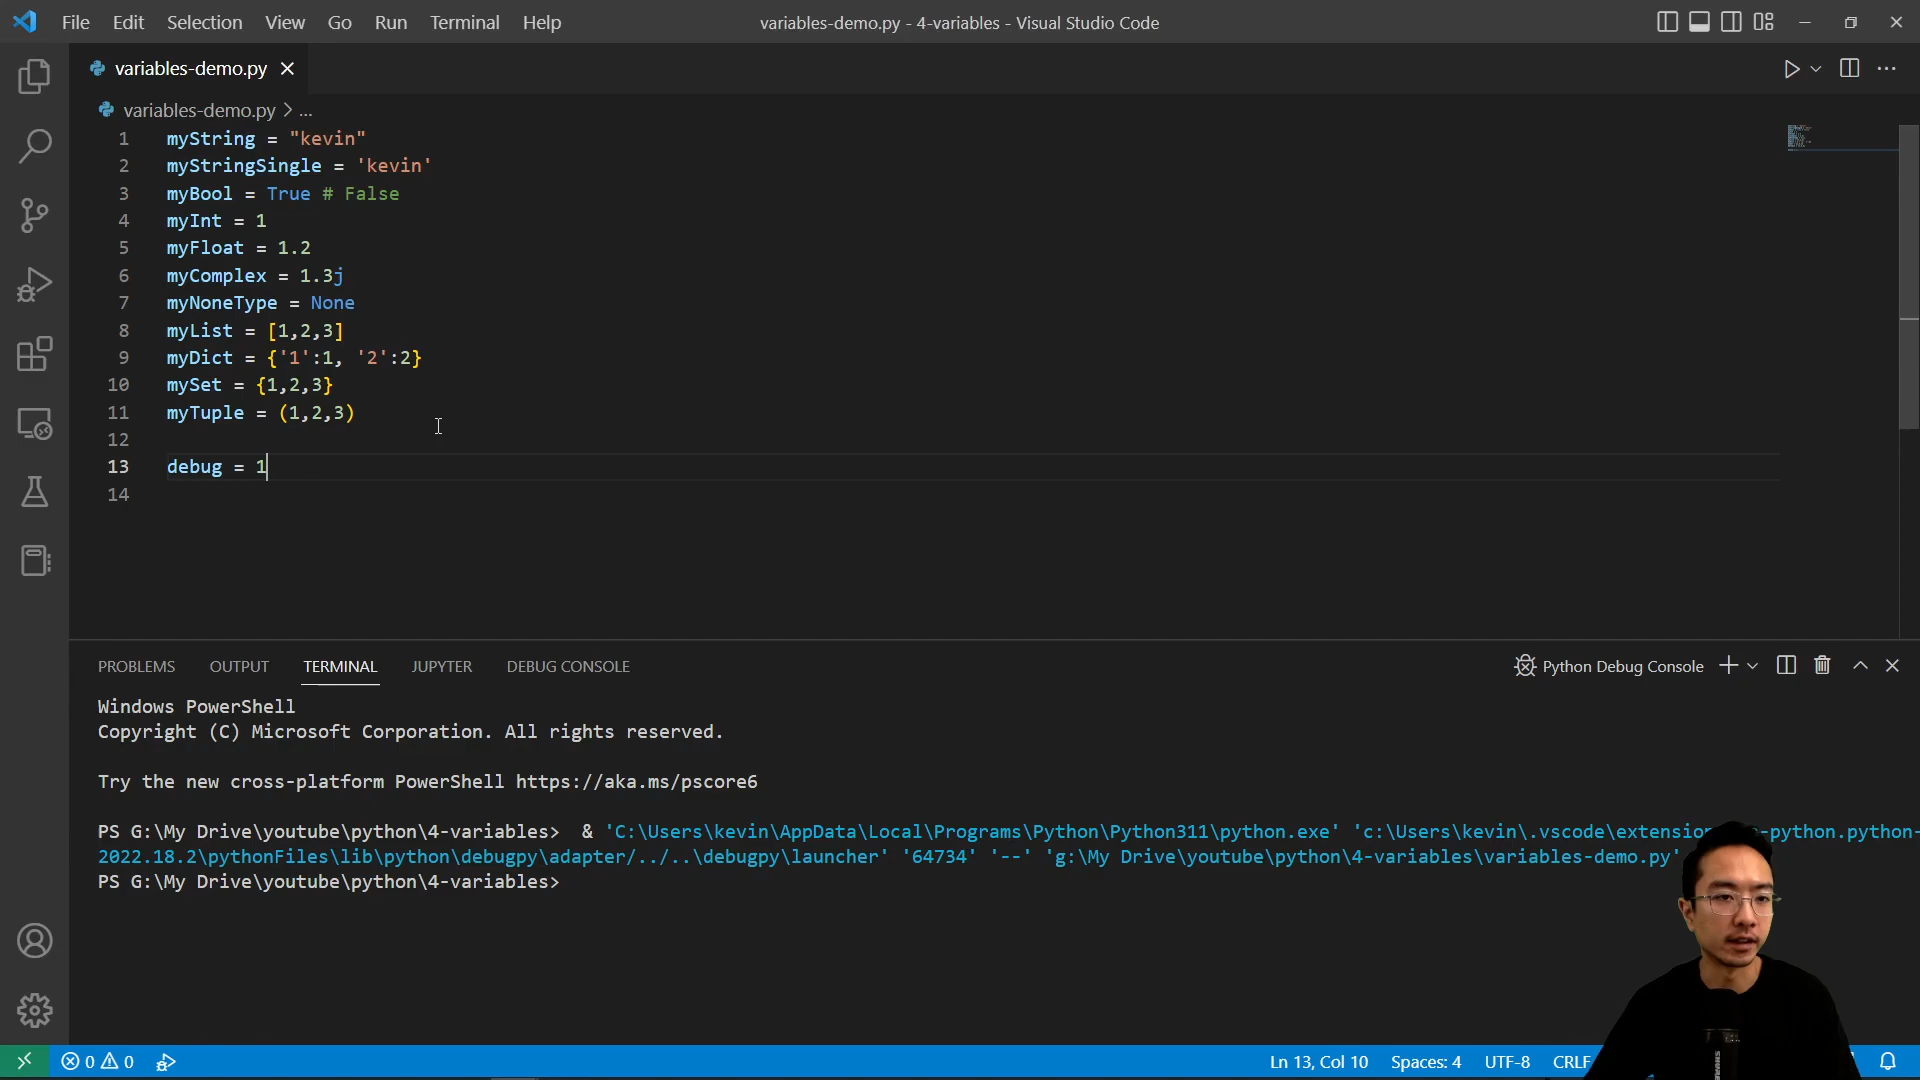 File Edit Selection View Go Run Terminal Help
variables-demo.py - 4-variables - Visual Studio Code
variables-demo.py
variables-demo.py > ...
1 myString = "kevin"
2 myStringSingle = 'kevin'
3 myBool = True # False
4 myInt = 1
5 myFloat = 1.2
6 myComplex = 1.3j
7 myNoneType = None
8 myList = [1,2,3]
9 myDict = {'1':1, '2':2}
10 mySet = {1,2,3}
11 myTuple = (1,2,3)
12
13 debug = 1
14
PROBLEMS OUTPUT TERMINAL JUPYTER DEBUG CONSOLE
Python Debug Console
Windows PowerShell
Copyright (C) Microsoft Corporation. All rights reserved.
Try the new cross-platform PowerShell https://aka.ms/pscore6
PS G:\My Drive\youtube\python\4-variables> & 'C:\Users\kevin\AppData\Local\Programs\Python\Python311\python.exe' 'c:\Users\kevin\.vscode\extension -python.python-
2022.18.2\pythonFiles\lib\python\debugpy\adapter/../..\debugpy\launcher' '64734' '--' 'g:\My Drive\youtube\python\4-variables\variables-demo.py'
PS G:\My Drive\youtube\python\4-variables>
0 0
Ln 13, Col 10 Spaces: 4 UTF-8 CRLF